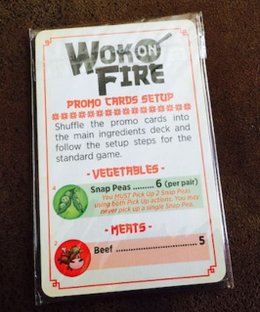 WOK ON
FIRE
PROMO CARDS SETUP
Shuffle the promo cards into
the main ingredients deck and
follow the setup steps for the
standard game.
- VEGETABLES -
Snap Peas .......... 6 (per pair)
You MUST Pick Up 2 Snap Peas
using both Pick Up actions. You may
never pick up a single Snap Pea.
- MEATS -
Beef ................................ 5